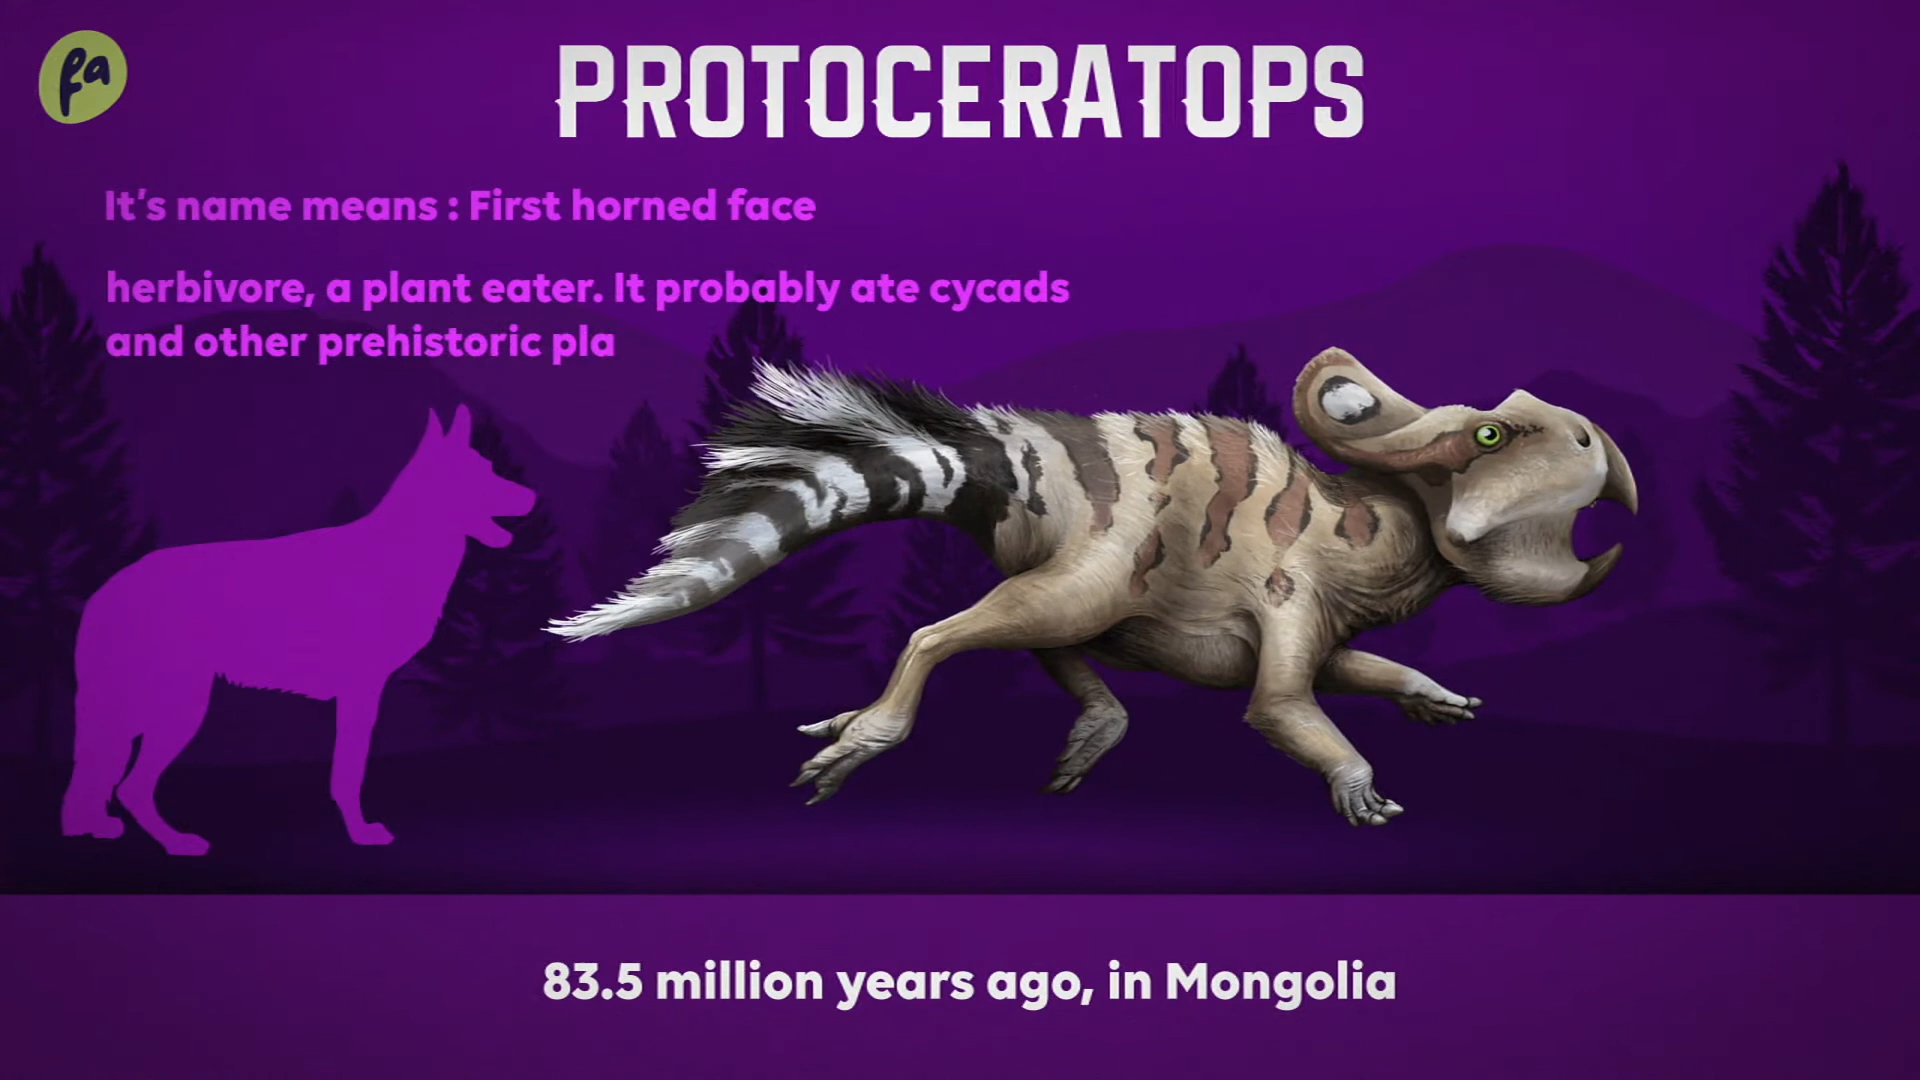 fa
PROTOCERATOPS
It's name means : First horned face
herbivore, a plant eater. It probably ate cycads
and other prehistoric pla
83.5 million years ago, in Mongolia